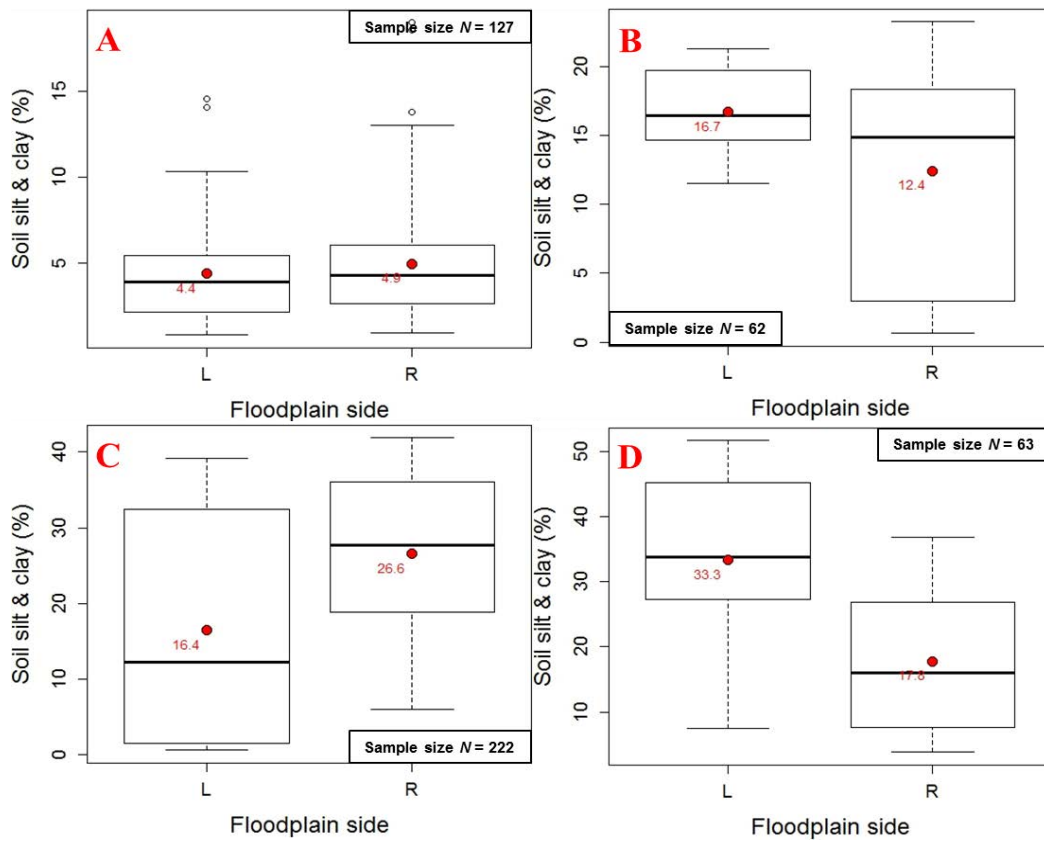 A
Sample size N = 127
Soil silt & clay (%)
15
10
5
4.4
4.9
L
R
Floodplain side
B
Soil silt & clay (%)
20
15
10
5
0
16.7
12.4
Sample size N = 62
L
R
Floodplain side
C
Soil silt & clay (%)
40
30
20
10
0
16.4
26.6
Sample size N = 222
L
R
Floodplain side
D
Sample size N = 63
Soil silt & clay (%)
50
40
30
20
10
33.3
17.8
L
R
Floodplain side